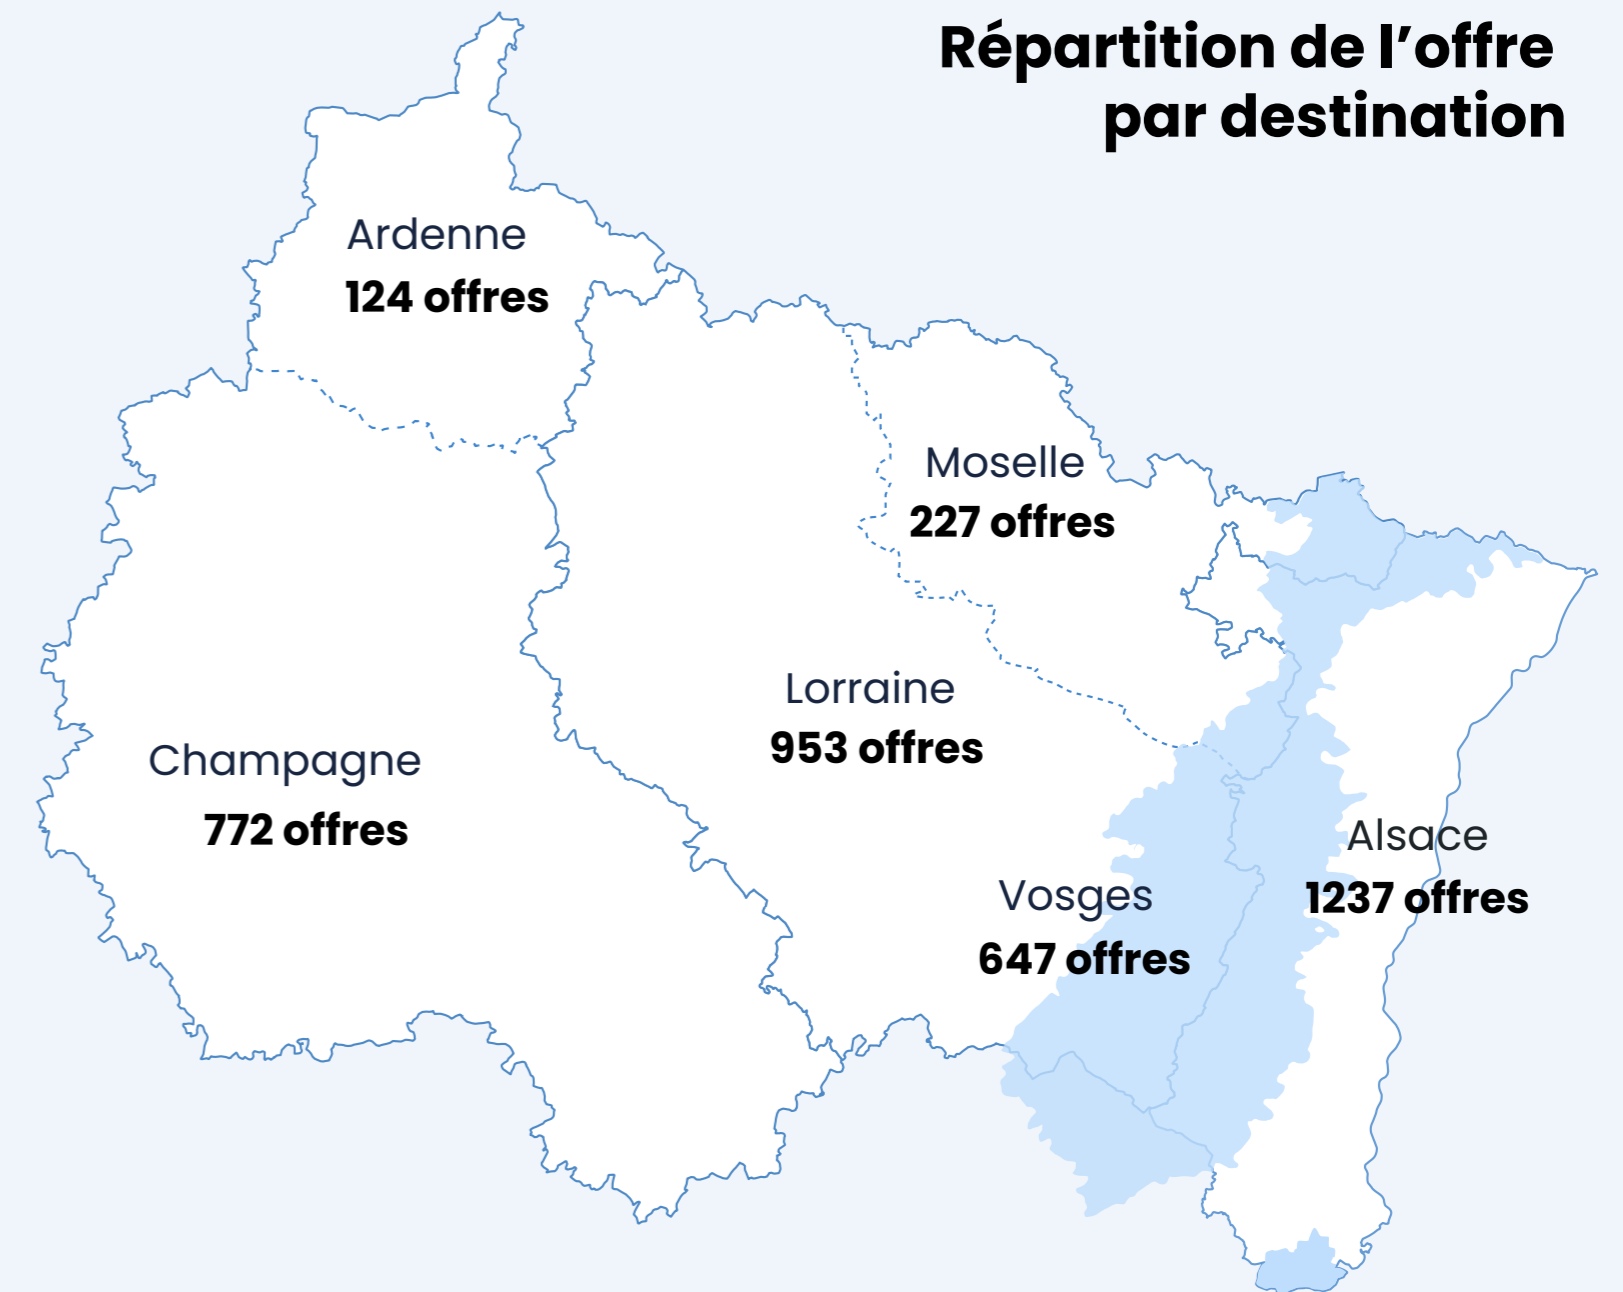 Répartition de l’offre
par destination
Ardenne
124 offres
Moselle
227 offres
Lorraine
953 offres
Champagne
772 offres
Alsace
1237 offres
Vosges
647 offres